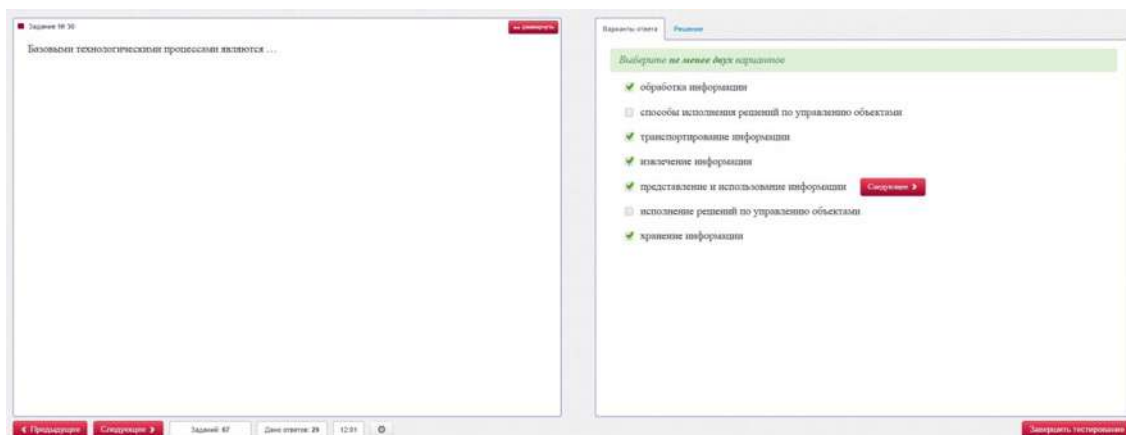 Задание № 30
развернуть
Базовыми технологическими процессами являются …
Варианты ответа
Решение
Выберите не менее двух вариантов
обработка информации
способы исполнения решений по управлению объектами
транспортирование информации
извлечение информации
представление и использование информации
Следующее
исполнение решений по управлению объектами
хранение информации
Предыдущее
Следующее
Заданий: 67
Дано ответов: 29
12:01
Завершить тестирование